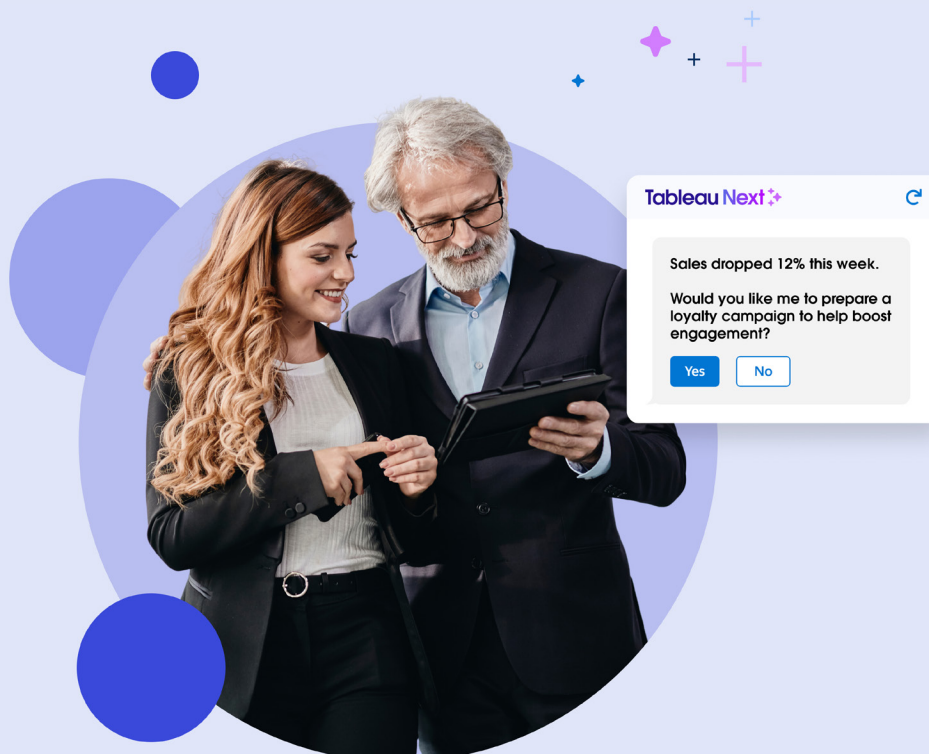 Tableau Next
Sales dropped 12% this week.
Would you like me to prepare a
loyalty campaign to help boost
engagement?
Yes
No